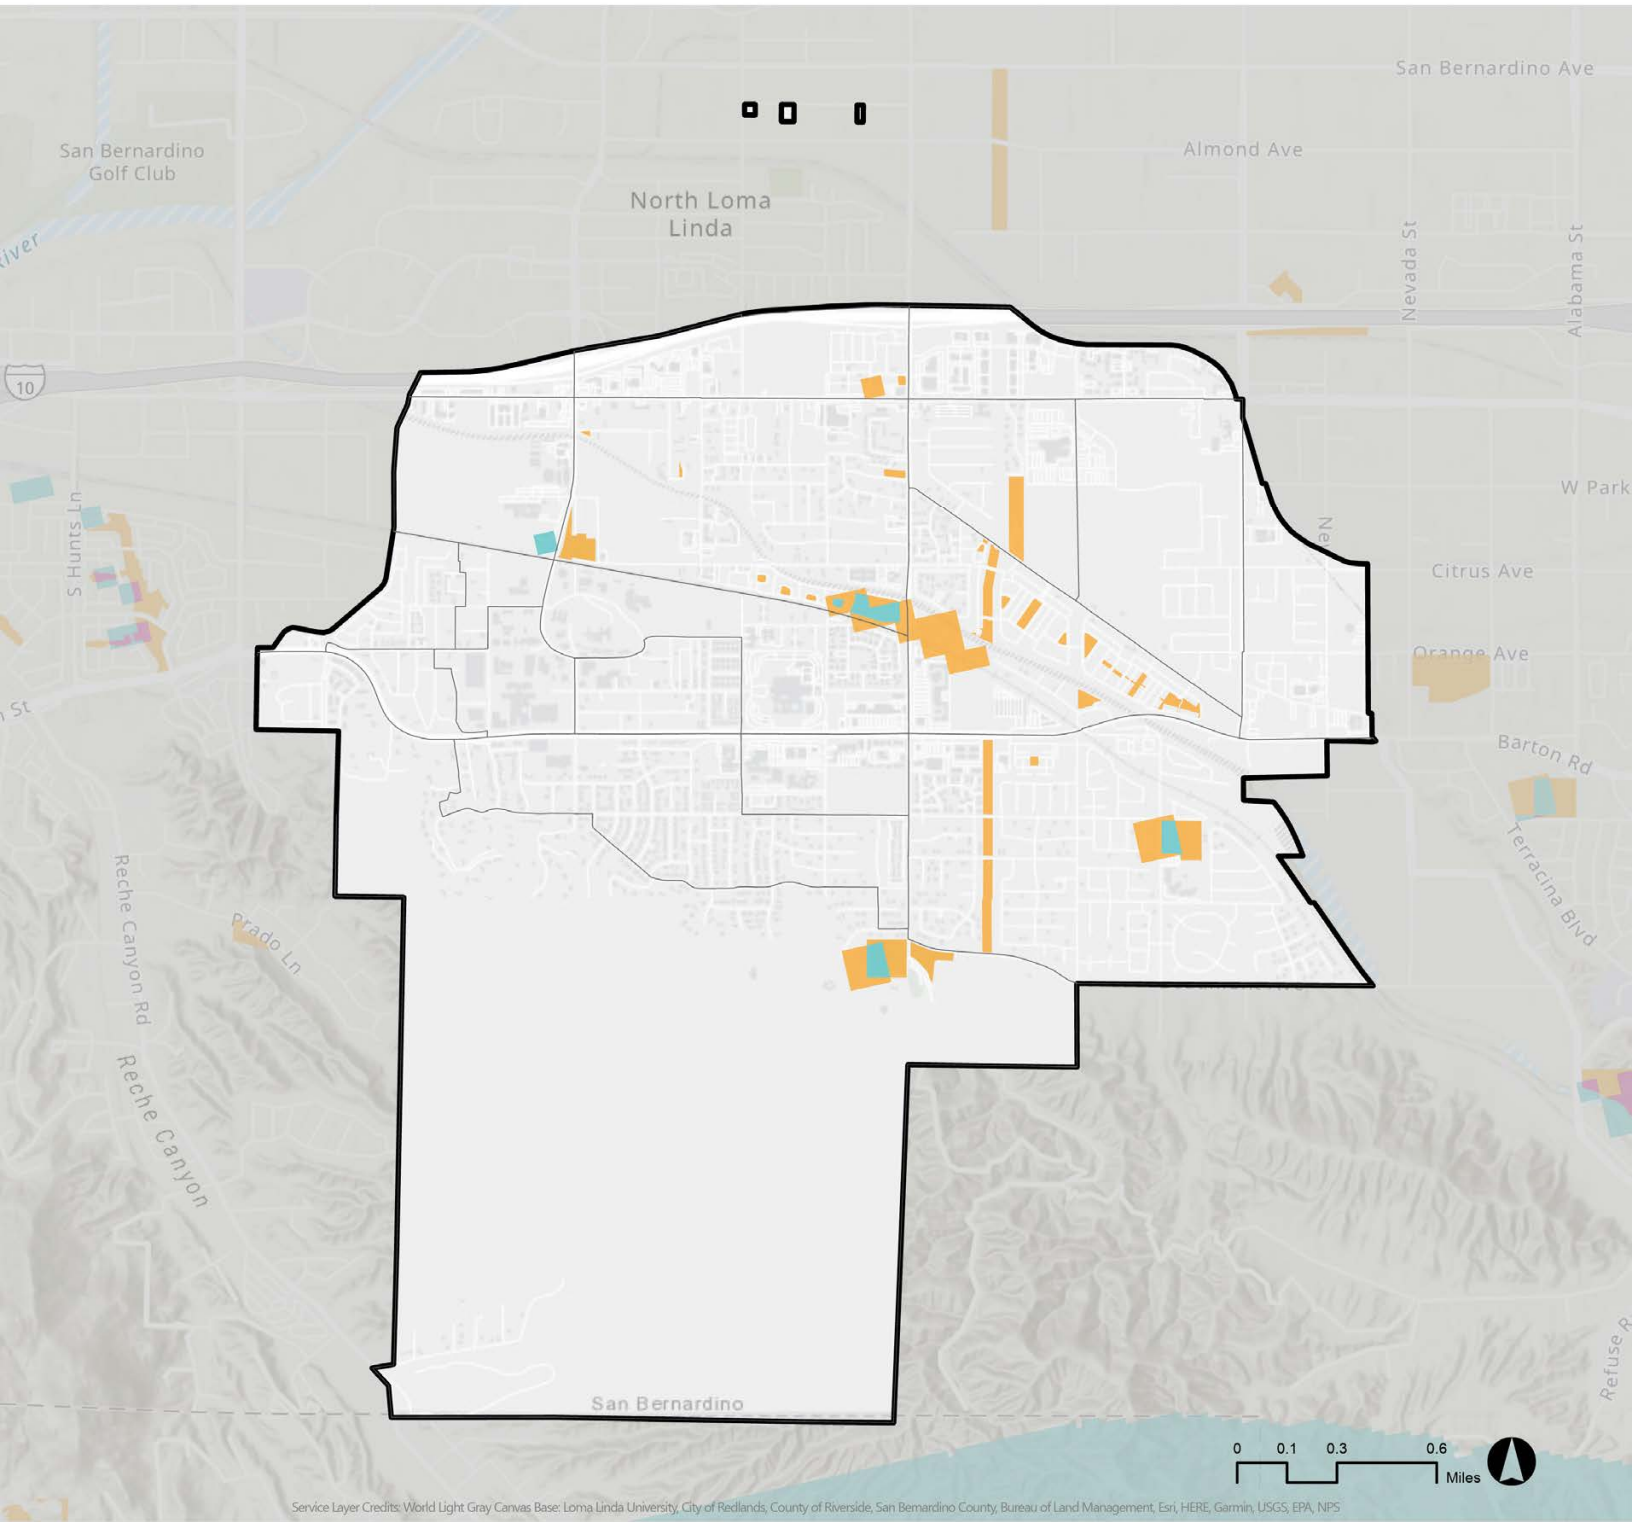 San Bernardino Ave
Almond Ave
San Bernardino
Golf Club
North Loma
Linda
River
Nevada St
Alabama St
10
S Hunts Ln
W Park
Citrus Ave
Orange Ave
n St
Barton Rd
Terracina Blvd
Reche Canyon Rd
Prado Ln
Reche Canyon
Refuse R
San Bernardino
0 0.1 0.3 0.6
Miles
Service Layer Credits: World Light Gray Canvas Base: Loma Linda University, City of Redlands, County of Riverside, San Bernardino County, Bureau of Land Management, Esri, HERE, Garmin, USGS, EPA, NPS